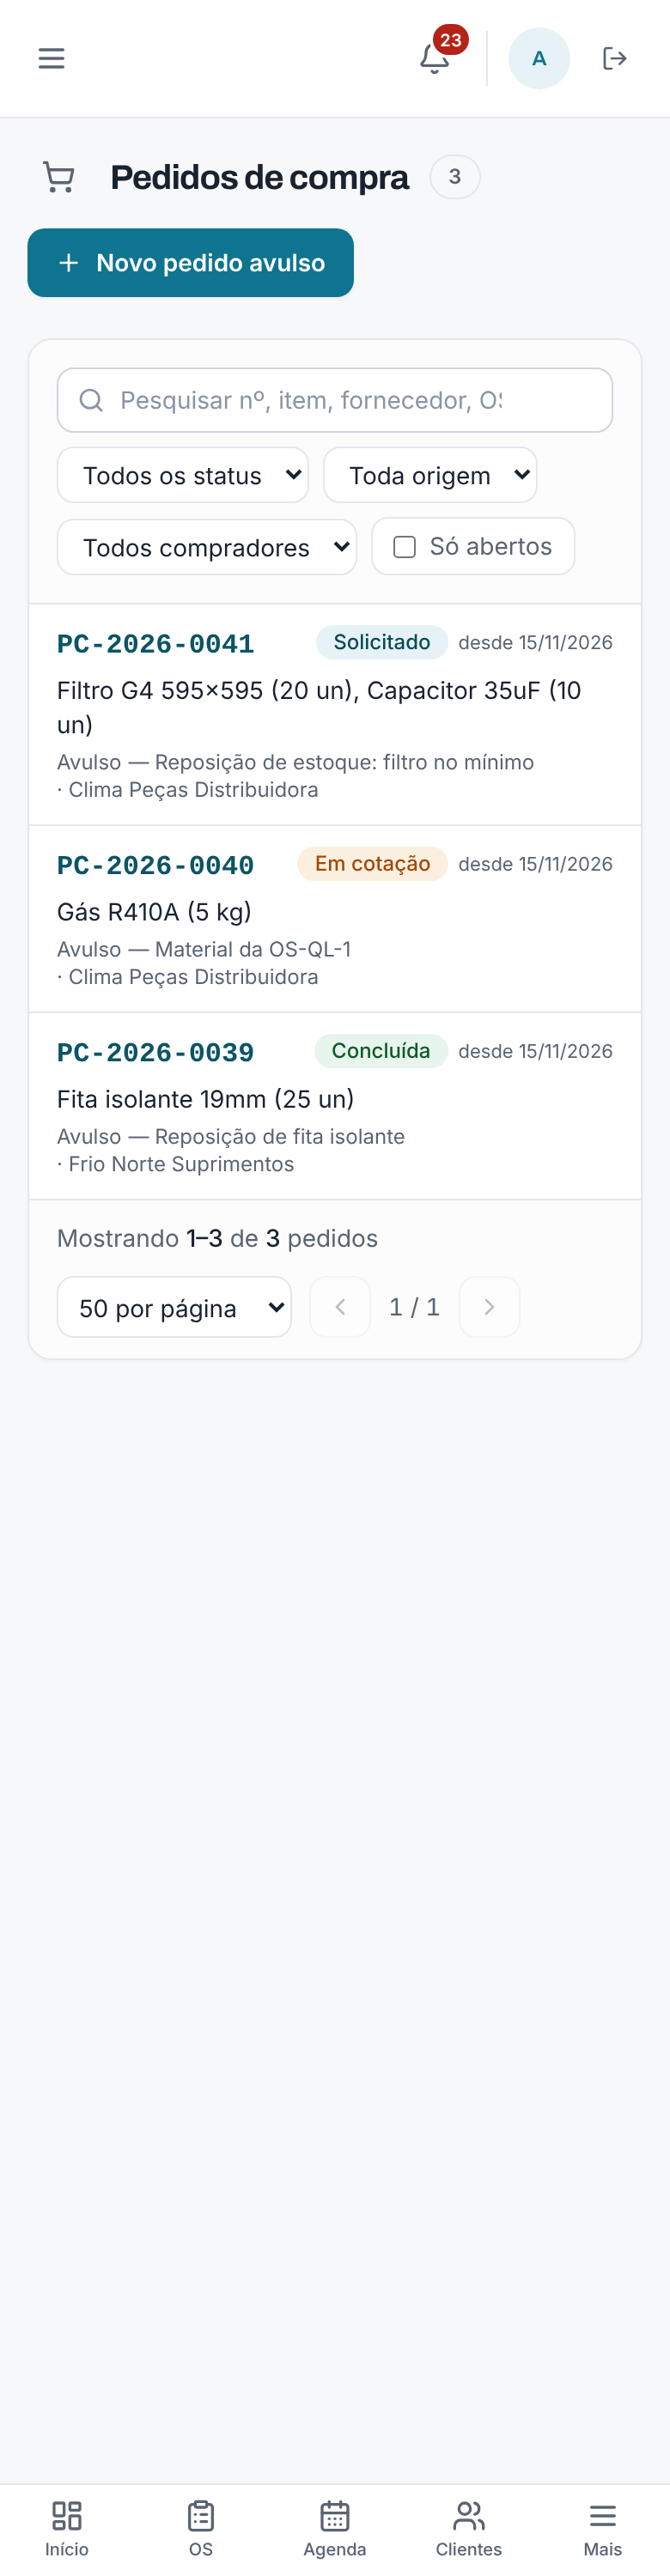 23
A
Pedidos de compra 3
+ Novo pedido avulso
Pesquisar nº, item, fornecedor, OS
Todos os status
Toda origem
Todos compradores
Só abertos
PC-2026-0041 Solicitado desde 15/11/2026
Filtro G4 595×595 (20 un), Capacitor 35uF (10
un)
Avulso — Reposição de estoque: filtro no mínimo
· Clima Peças Distribuidora
PC-2026-0040 Em cotação desde 15/11/2026
Gás R410A (5 kg)
Avulso — Material da OS-QL-1
· Clima Peças Distribuidora
PC-2026-0039 Concluída desde 15/11/2026
Fita isolante 19mm (25 un)
Avulso — Reposição de fita isolante
· Frio Norte Suprimentos
Mostrando 1–3 de 3 pedidos
50 por página
1 / 1
Início
OS
Agenda
Clientes
Mais